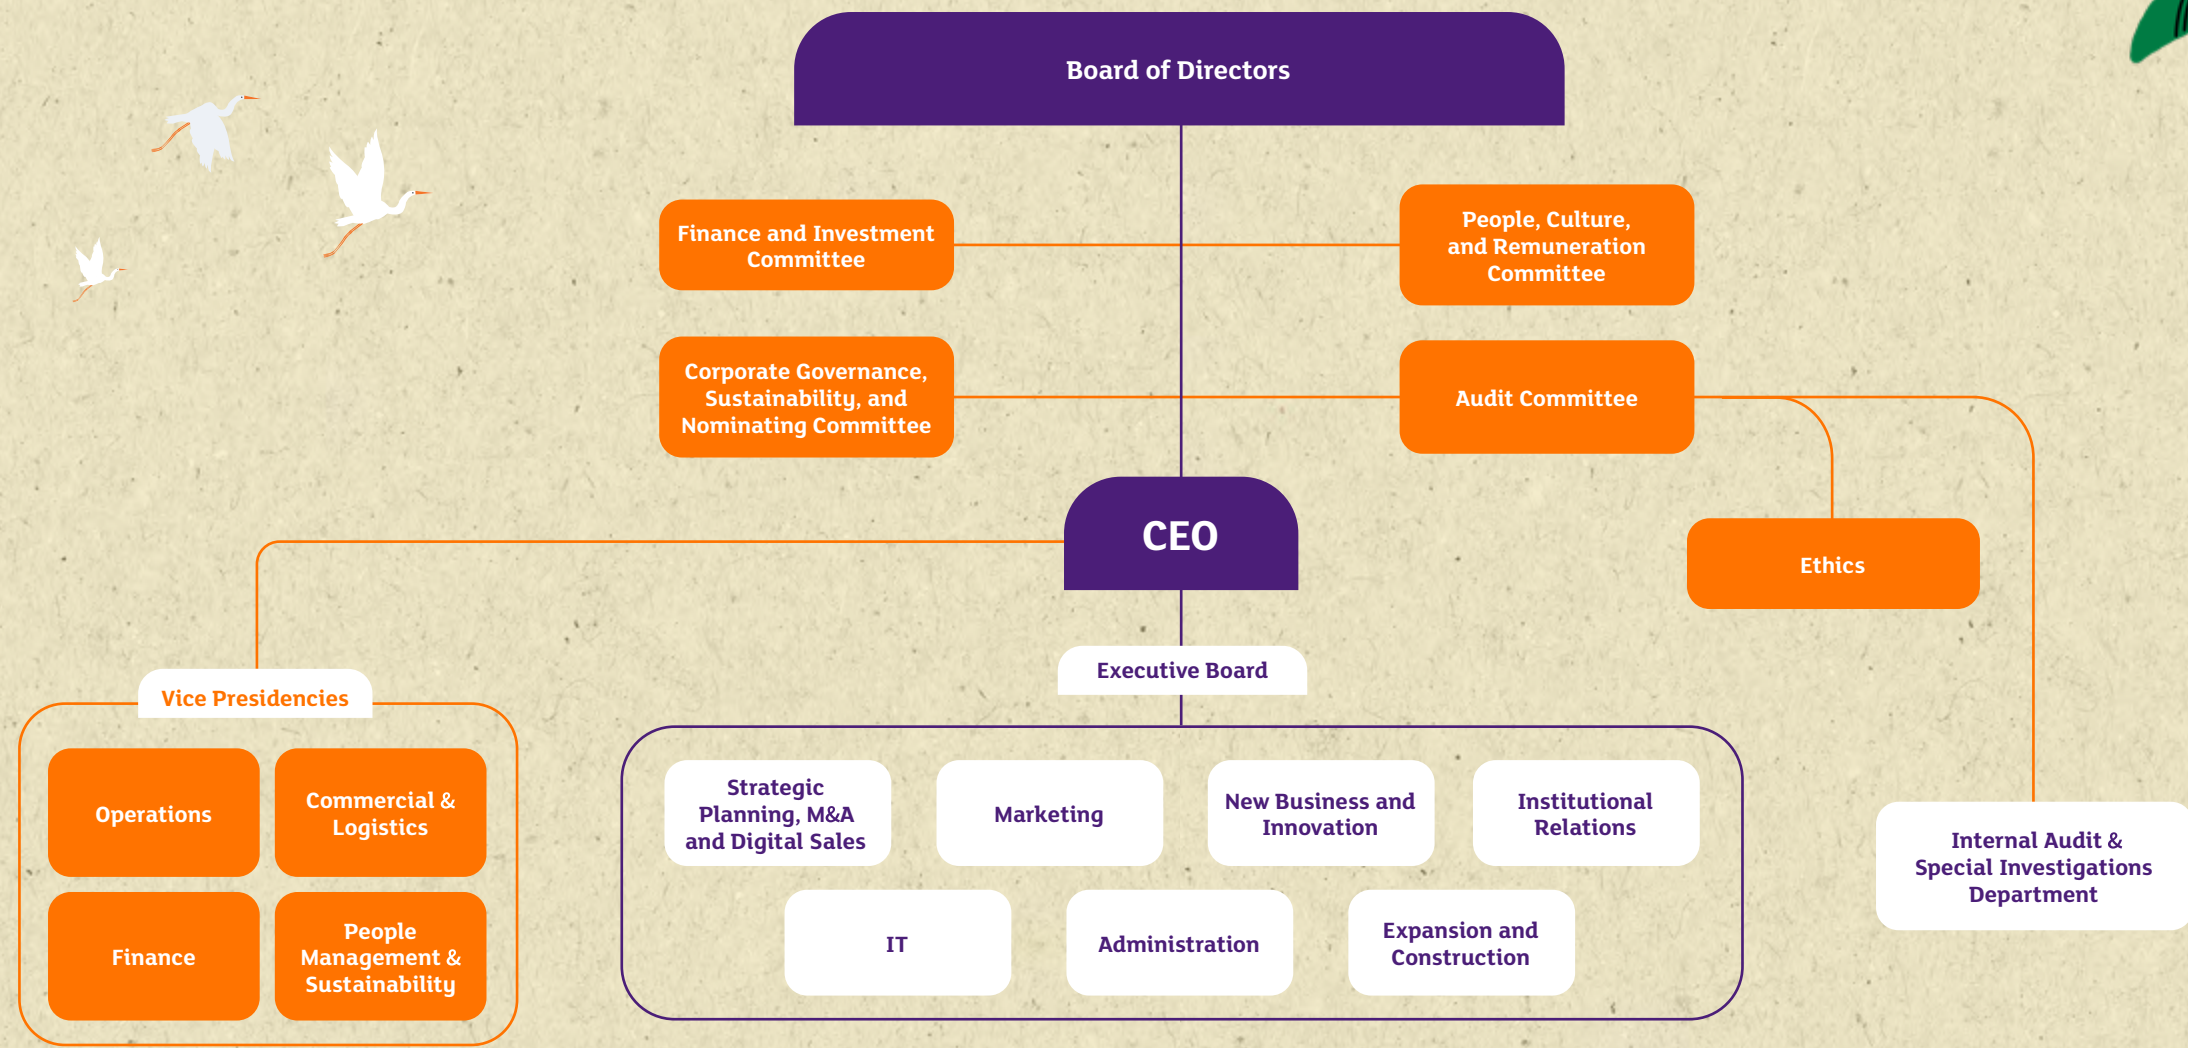 Board of Directors
Finance and Investment
Committee
People, Culture,
and Remuneration
Committee
Corporate Governance,
Sustainability, and
Nominating Committee
Audit Committee
CEO
Ethics
Executive Board
Vice Presidencies
Operations
Commercial &
Logistics
Finance
People
Management &
Sustainability
Strategic
Planning, M&A
and Digital Sales
Marketing
New Business and
Innovation
Institutional
Relations
IT
Administration
Expansion and
Construction
Internal Audit &
Special Investigations
Department